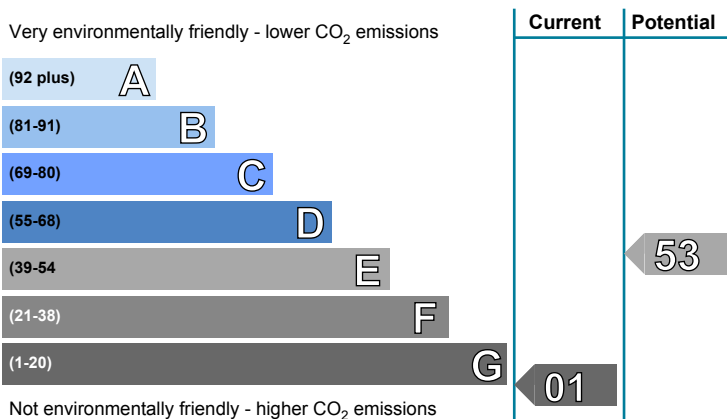 Very environmentally friendly - lower CO₂ emissions
Current
Potential
(92 plus) A
(81-91) B
(69-80) C
(55-68) D
(39-54 E
53
(21-38) F
(1-20) G
01
Not environmentally friendly - higher CO₂ emissions